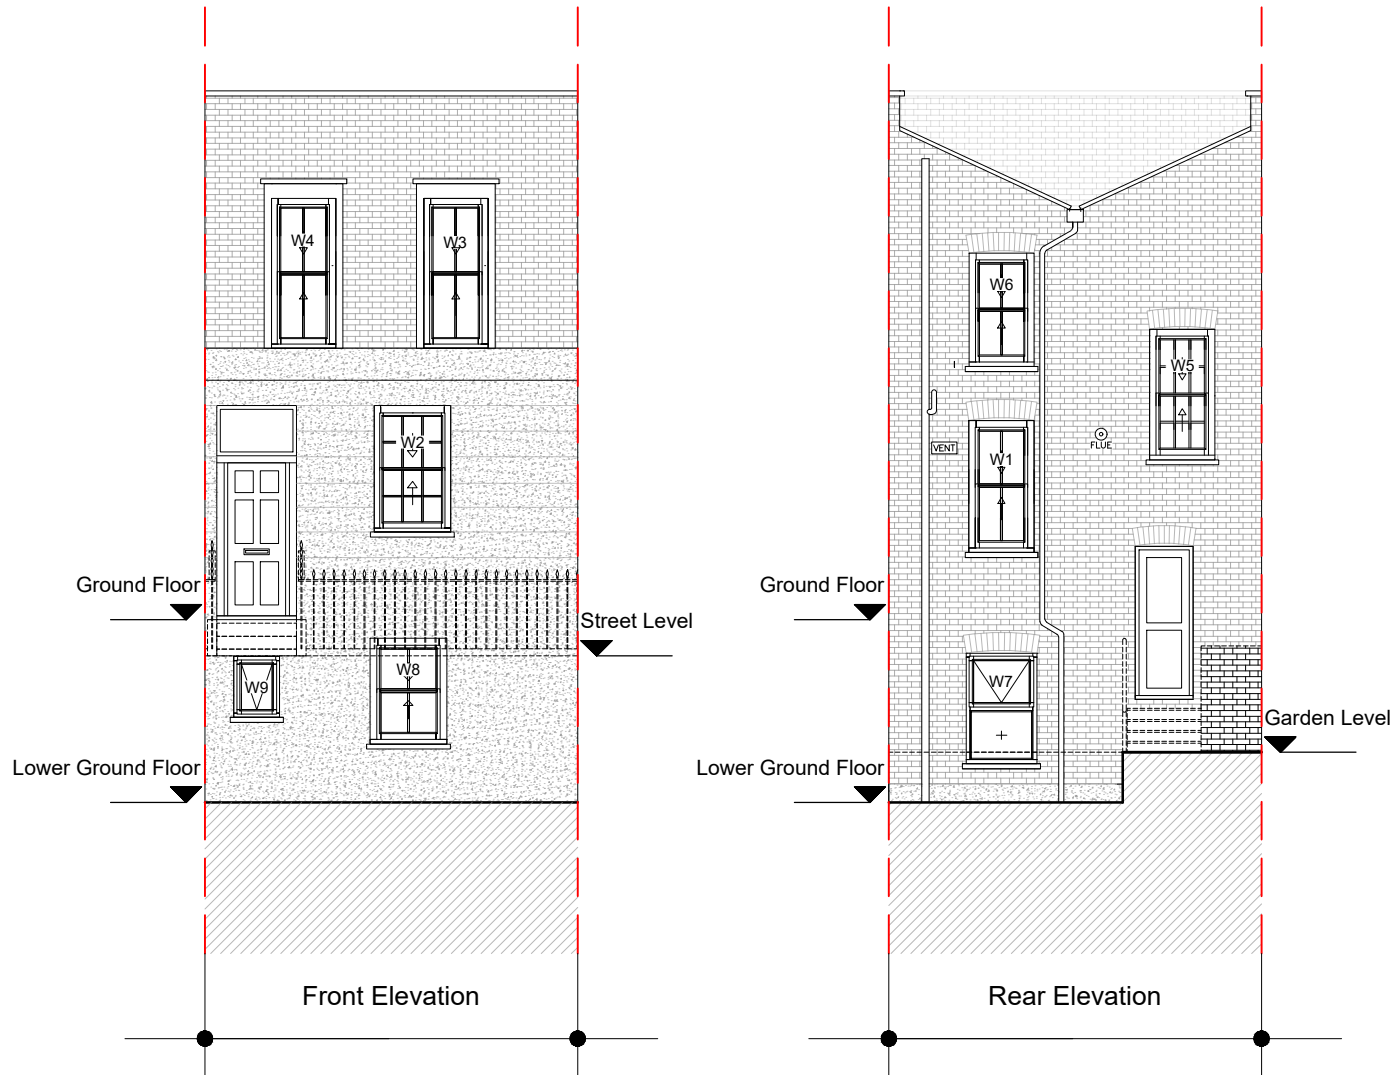 W4
W3
W2
Ground Floor
Street Level
W8
W9
Lower Ground Floor
Front Elevation
W6
W5
FLUE
VENT
W1
Ground Floor
W7
Garden Level
Lower Ground Floor
Rear Elevation